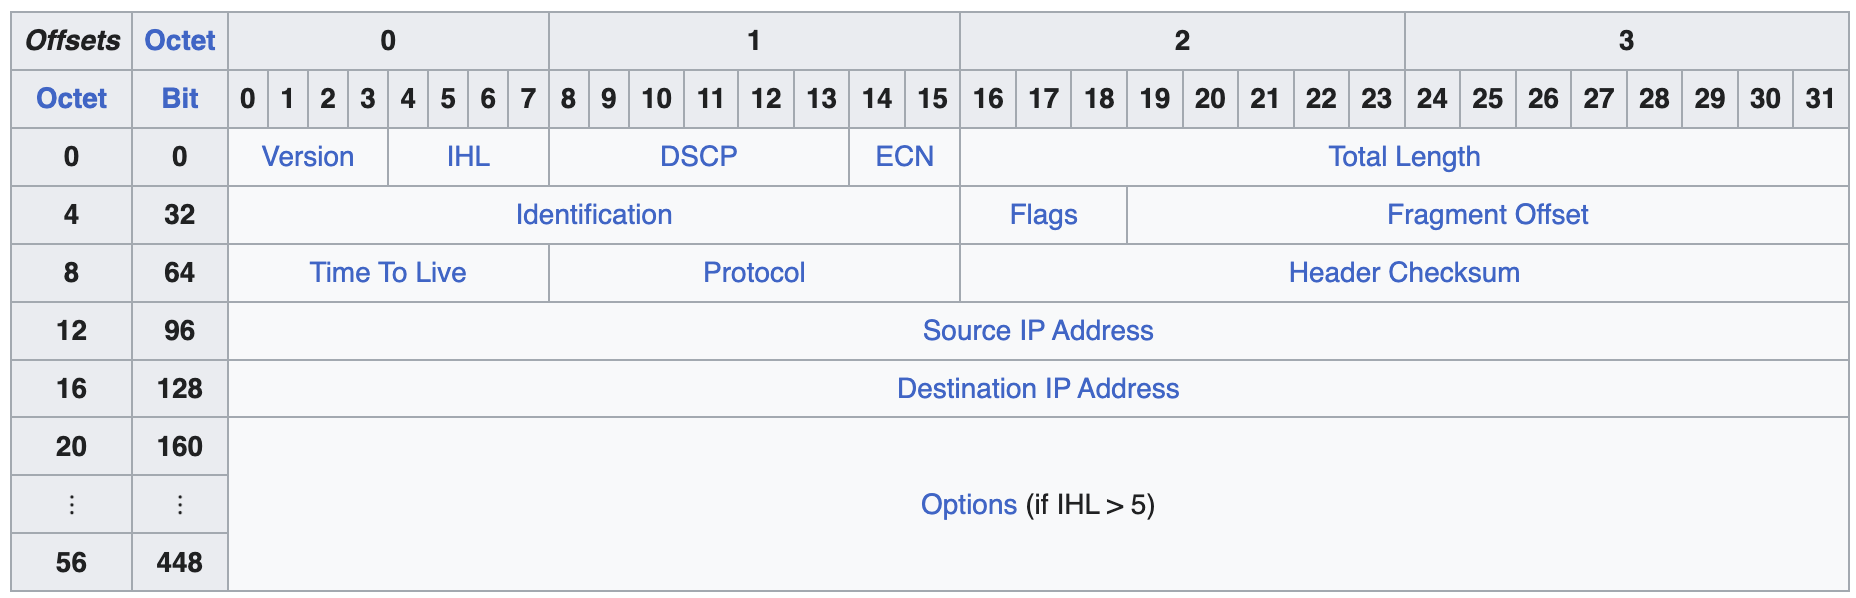 Offsets Octet 0 1 2 3
Octet Bit 0 1 2 3 4 5 6 7 8 9 10 11 12 13 14 15 16 17 18 19 20 21 22 23 24 25 26 27 28 29 30 31
0 0 Version IHL DSCP ECN Total Length
4 32 Identification Flags Fragment Offset
8 64 Time To Live Protocol Header Checksum
12 96 Source IP Address
16 128 Destination IP Address
20 160
⋮ ⋮ Options (if IHL > 5)
56 448